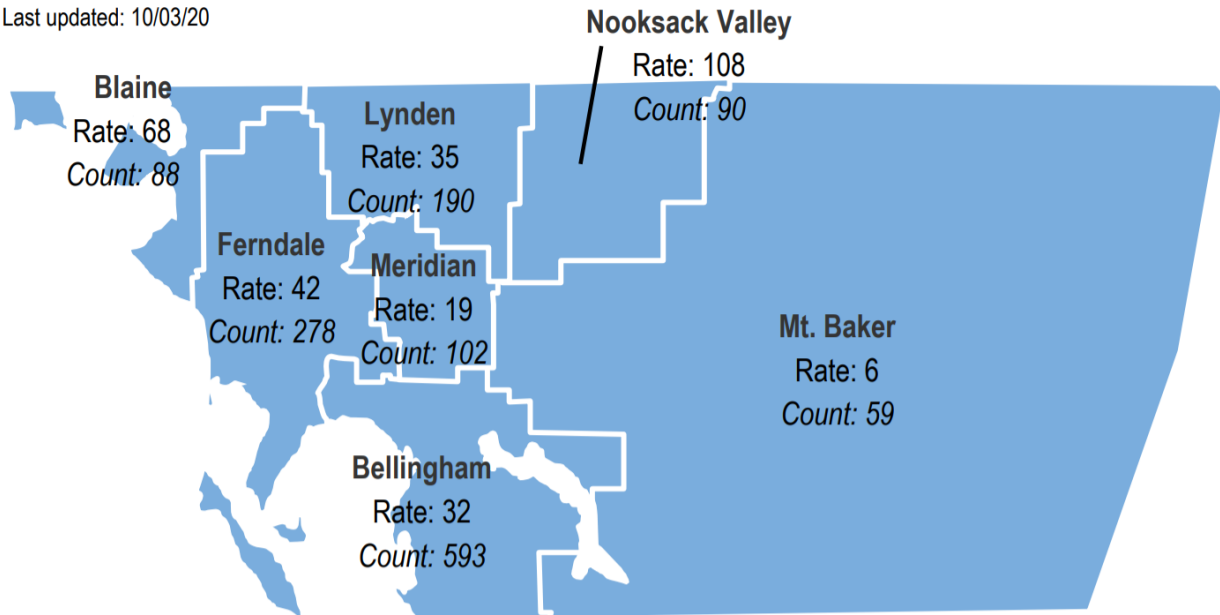 Last updated: 10/03/20
Nooksack Valley
Rate: 108
Count: 90
Blaine
Rate: 68
Count: 88
Lynden
Rate: 35
Count: 190
Ferndale
Rate: 42
Count: 278
Meridian
Rate: 19
Count: 102
Mt. Baker
Rate: 6
Count: 59
Bellingham
Rate: 32
Count: 593